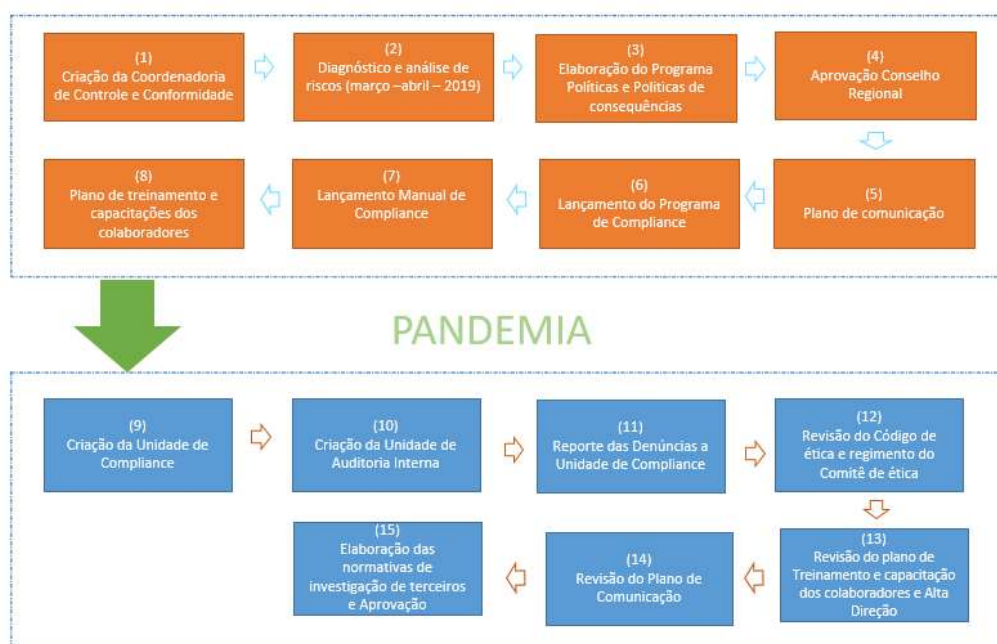 (1)
Criação da Coordenadoria
de Controle e Conformidade
(2)
Diagnóstico e análise de
riscos (março –abril – 2019)
(3)
Elaboração do Programa
Políticas e Politicas de
consequências
(4)
Aprovação Conselho
Regional
(5)
Plano de comunicação
(6)
Lançamento do Programa
de Compliance
(7)
Lançamento Manual de
Compliance
(8)
Plano de treinamento e
capacitações dos
colaboradores
PANDEMIA
(9)
Criação da Unidade de
Compliance
(10)
Criação da Unidade de
Auditoria Interna
(11)
Reporte das Denúncias a
Unidade de Compliance
(12)
Revisão do Código de
ética e regimento do
Comitê de ética
(13)
Revisão do plano de
Treinamento e capacitação
dos colaboradores e Alta
Direção
(14)
Revisão do Plano de
Comunicação
(15)
Elaboração das
normativas de
investigação de terceiros
e Aprovação